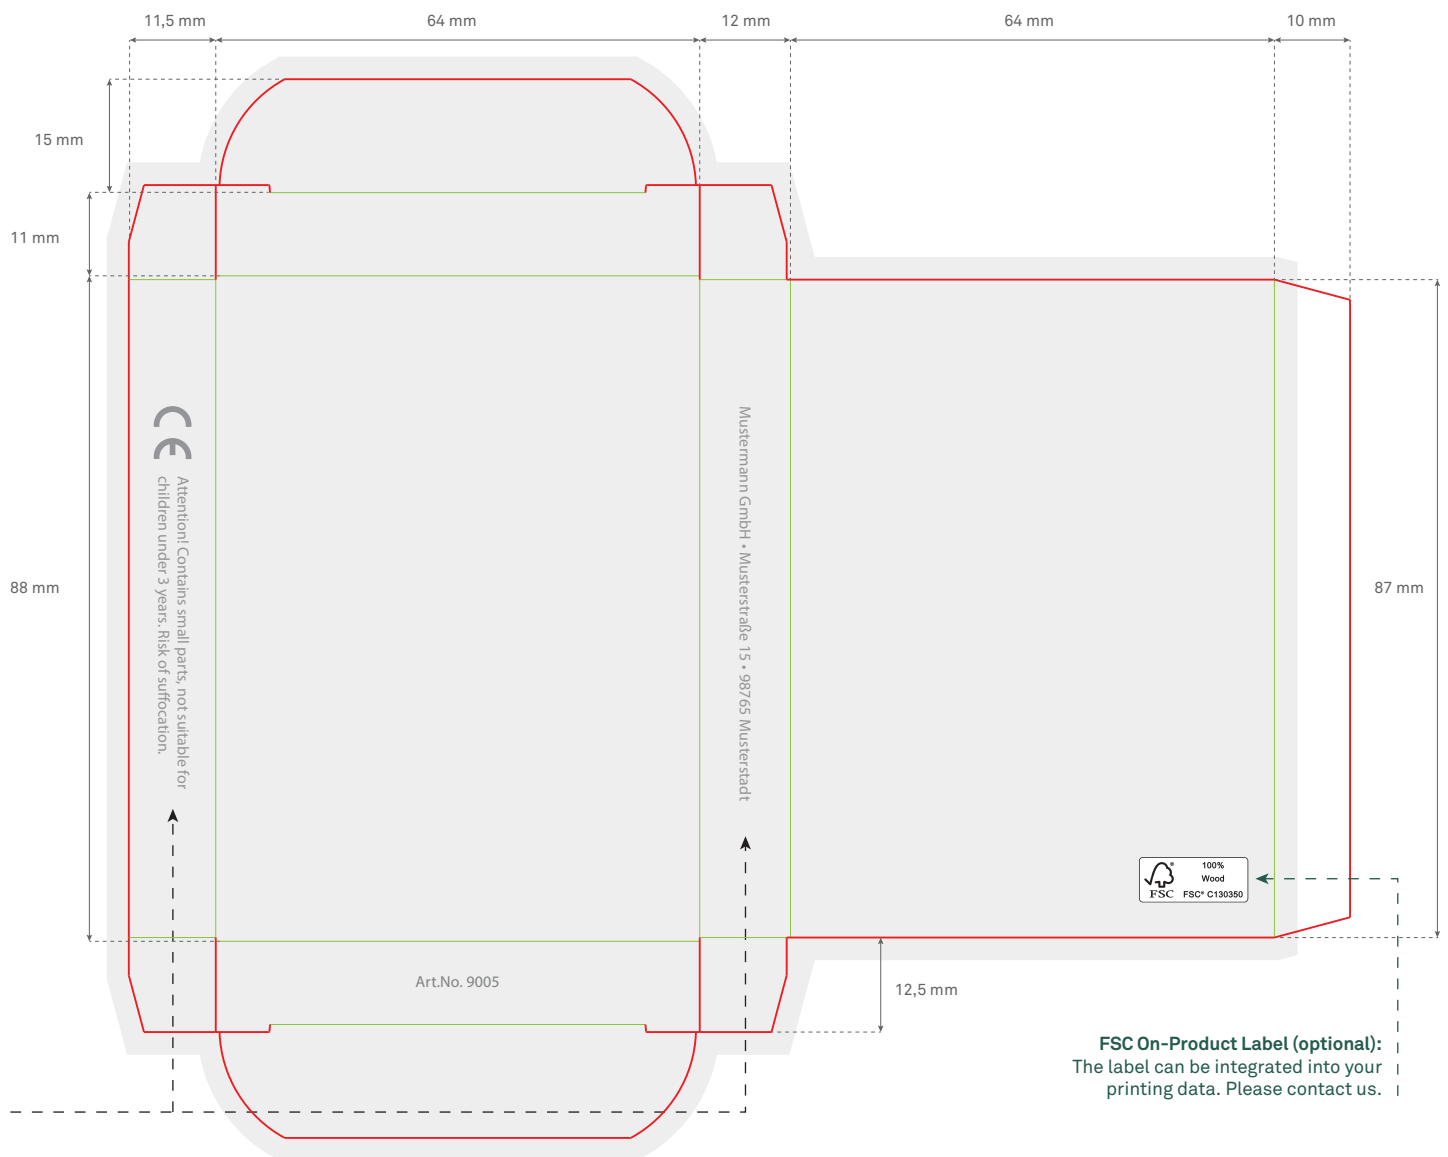 11,5 mm
64 mm
12 mm
64 mm
10 mm
15 mm
11 mm
88 mm
87 mm
CE
Attention! Contains small parts, not suitable for
children under 3 years. Risk of suffocation.
Mustermann GmbH • Musterstraße 15 • 98765 Musterstadt
FSC
100%
Wood
FSC® C130350
Art.No. 9005
12,5 mm
FSC On-Product Label (optional):
The label can be integrated into your
printing data. Please contact us.